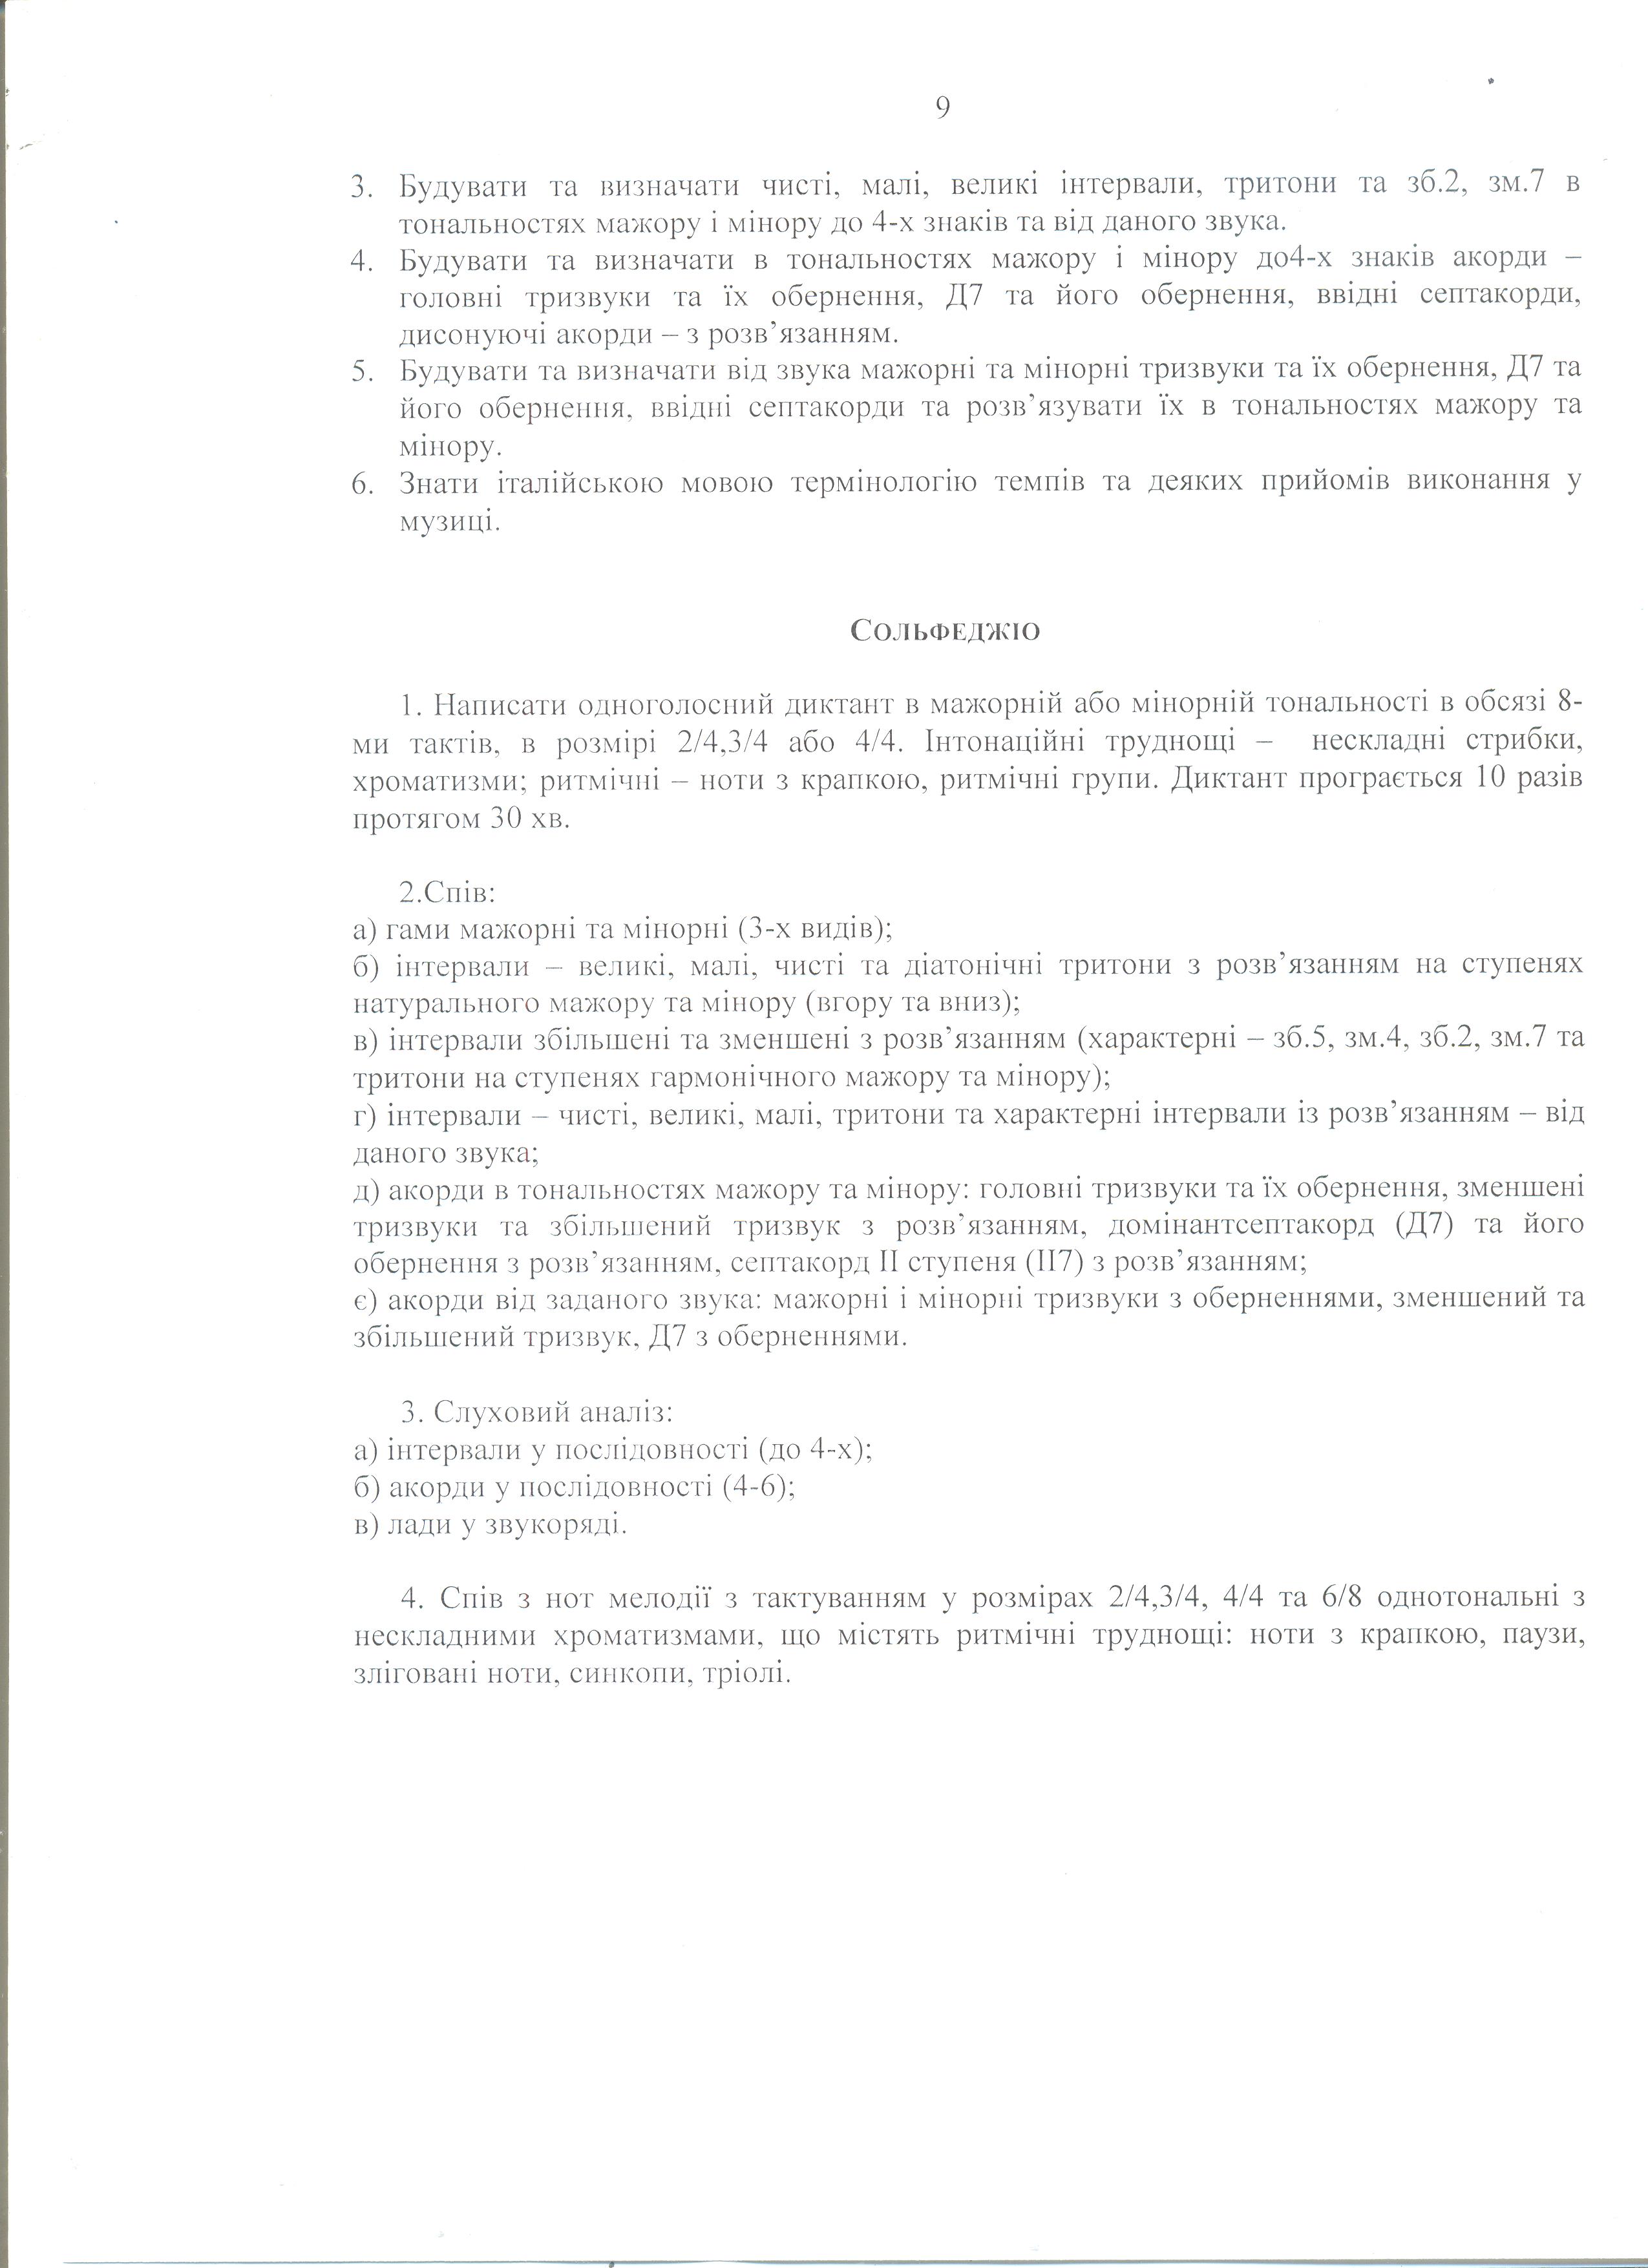 9
3. Будувати та визначати чисті, малі, великі інтервали, тритони та зб.2, зм.7 в
тональностях мажору і мінору до 4-х знаків та від даного звука.
4. Будувати та визначати в тональностях мажору і мінору до4-х знаків акорди –
головні тризвуки та їх обернення, Д7 та його обернення, ввідні септакорди,
дисонуючі акорди – з розв’язанням.
5. Будувати та визначати від звука мажорні та мінорні тризвуки та їх обернення, Д7 та
його обернення, ввідні септакорди та розв’язувати їх в тональностях мажору та
мінору.
6. Знати італійською мовою термінологію темпів та деяких прийомів виконання у
музиці.
СОЛЬФЕДЖІО
1. Написати одноголосний диктант в мажорній або мінорній тональності в обсязі 8-
ми тактів, в розмірі 2/4,3/4 або 4/4. Інтонаційні труднощі – нескладні стрибки,
хроматизми; ритмічні – ноти з крапкою, ритмічні групи. Диктант програється 10 разів
протягом 30 хв.
2.Спів:
а) гами мажорні та мінорні (3-х видів);
б) інтервали – великі, малі, чисті та діатонічні тритони з розв’язанням на ступенях
натурального мажору та мінору (вгору та вниз);
в) інтервали збільшені та зменшені з розв’язанням (характерні – зб.5, зм.4, зб.2, зм.7 та
тритони на ступенях гармонічного мажору та мінору);
г) інтервали – чисті, великі, малі, тритони та характерні інтервали із розв’язанням – від
даного звука;
д) акорди в тональностях мажору та мінору: головні тризвуки та їх обернення, зменшені
тризвуки та збільшений тризвук з розв’язанням, домінантсептакорд (Д7) та його
обернення з розв’язанням, септакорд ІІ ступеня (ІІ7) з розв’язанням;
є) акорди від заданого звука: мажорні і мінорні тризвуки з оберненнями, зменшений та
збільшений тризвук, Д7 з оберненнями.
3. Слуховий аналіз:
а) інтервали у послідовності (до 4-х);
б) акорди у послідовності (4-6);
в) лади у звукоряді.
4. Спів з нот мелодії з тактуванням у розмірах 2/4,3/4, 4/4 та 6/8 однотональні з
нескладними хроматизмами, що містять ритмічні труднощі: ноти з крапкою, паузи,
зліговані ноти, синкопи, тріолі.